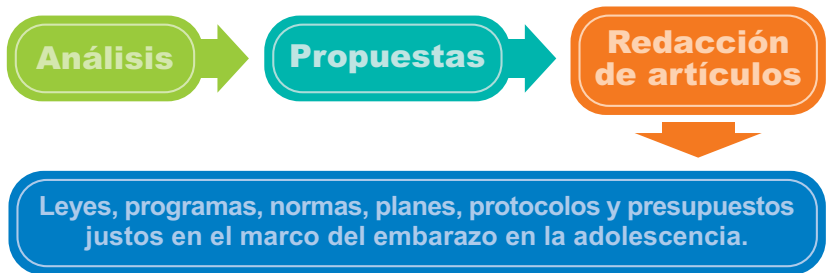 Análisis
Propuestas
Redacción
de artículos
Leyes, programas, normas, planes, protocolos y presupuestos
justos en el marco del embarazo en la adolescencia.